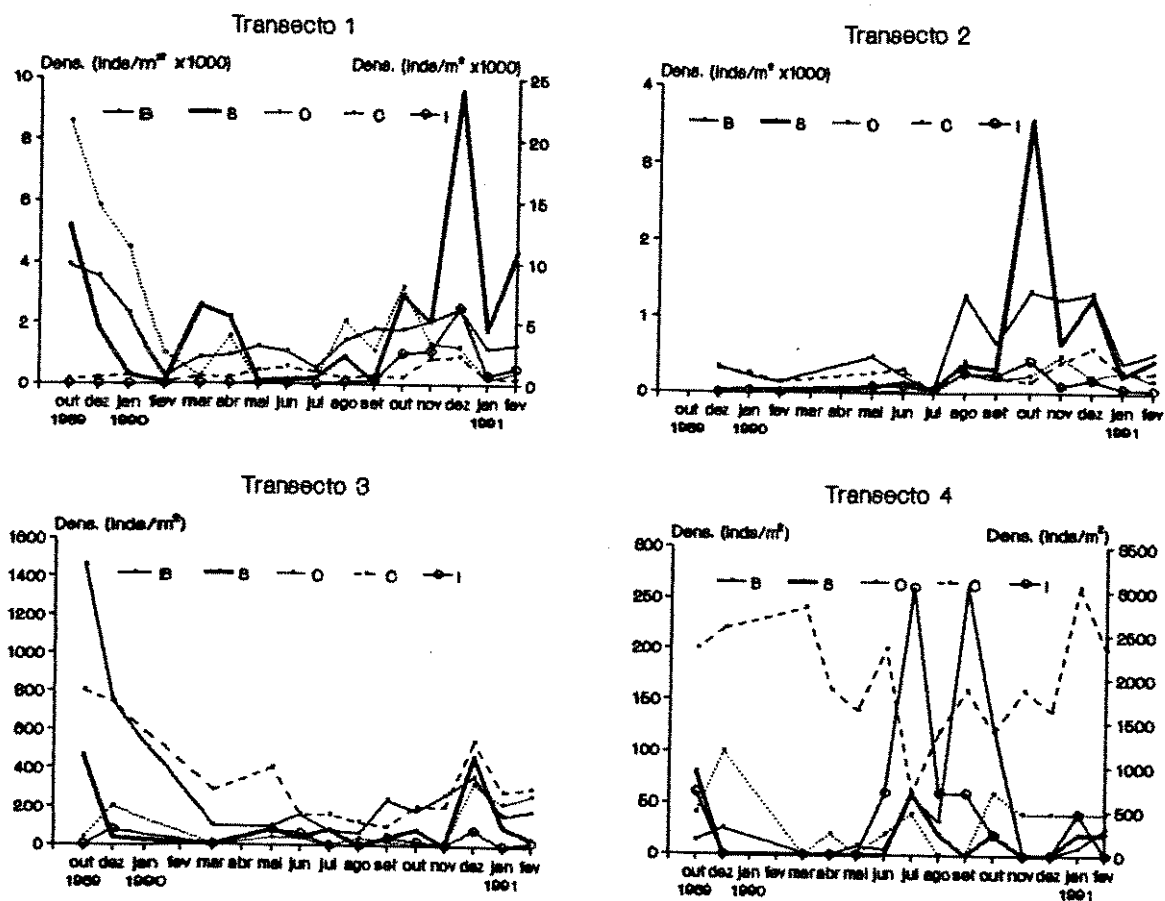 Transecto 1
Dens. (inds/m² x1000)
Dens. (inds/m² x1000)
B S O C I
10
8
6
4
2
0
25
20
15
10
5
0
out dez jan fev mar abr mai jun jul ago set out nov dez jan fev
1989 1990 1991
Transecto 2
Dens. (inds/m² x1000)
B S O C I
4
3
2
1
0
out dez jan fev mar abr mai jun jul ago set out nov dez jan fev
1989 1990 1991
Transecto 3
Dens. (inds/m²)
B S O C I
1600
1400
1200
1000
800
600
400
200
0
out dez jan fev mar abr mai jun jul ago set out nov dez jan fev
1989 1990 1991
Transecto 4
Dens. (inds/m²)
Dens. (inds/m²)
B S O C I
300
250
200
150
100
50
0
3500
3000
2500
2000
1500
1000
500
0
out dez jan fev mar abr mai jun jul ago set out nov dez jan fev
1989 1990 1991